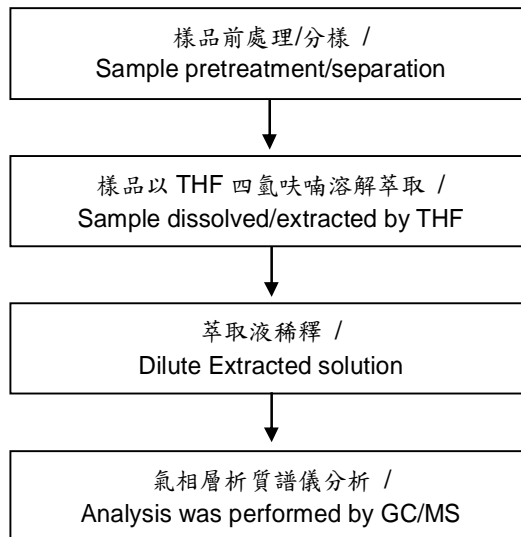 樣品前處理/分樣 /
Sample pretreatment/separation
樣品以 THF 四氫呋喃溶解萃取 /
Sample dissolved/extracted by THF
萃取液稀釋 /
Dilute Extracted solution
氣相層析質譜儀分析 /
Analysis was performed by GC/MS